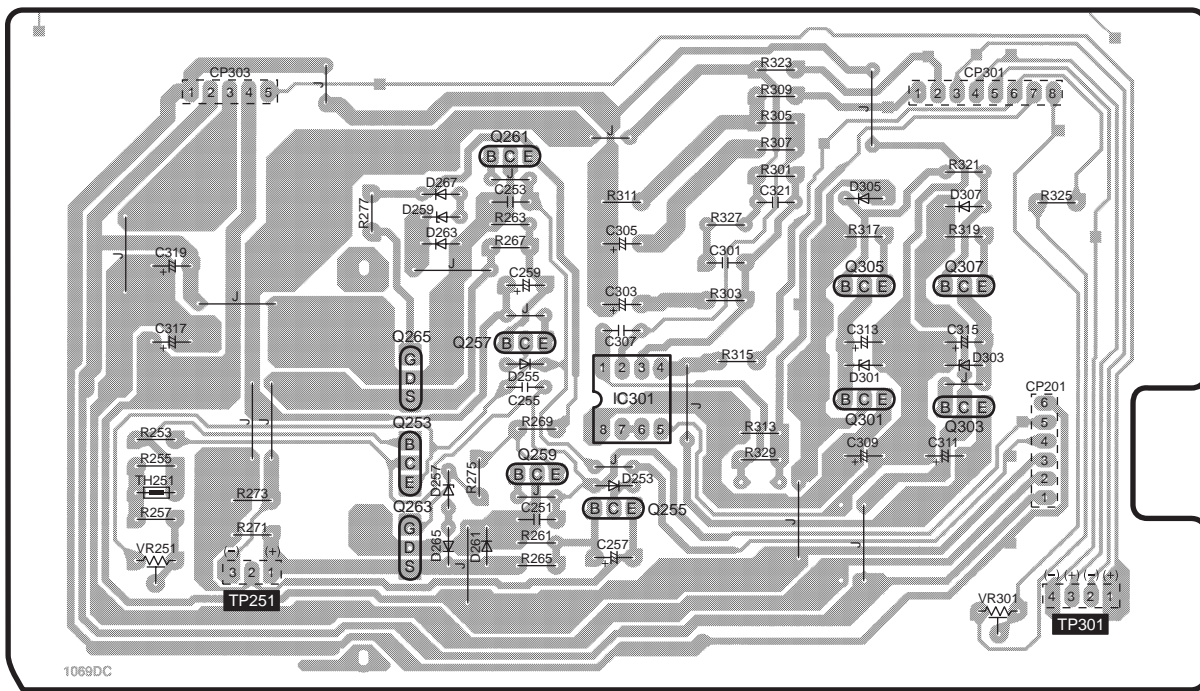 CP303
1 2 3 4 5
J
R323
CP301
1 2 3 4 5 6 7 8
R309
J
R305
Q261
J
R307
B C E
J
R301
R321
D267
C253
R311
C321
D305
D307
R325
R277
D259
R263
R327
D263
R267
C305
+
R317
R319
J
C319
+
J
C301
Q305
Q307
C259
+
B C E
B C E
J
C303
+
R303
J
C317
+
Q265
Q257
B C E
C307
C313
+
C315
+
G
D
S
D255
C255
1 2 3 4
IC301
8 7 6 5
R315
D301
D303
J
CP201
6
5
4
3
2
1
J
B C E
Q301
B C E
Q303
J J
R253
Q253
B
C
E
R269
R313
R255
Q259
B C E
J
D253
R329
C309
+
C311
+
TH251
D257
R275
R273
J
B C E
Q255
R257
Q263
G
D
S
C251
J
J
R271
R261
VR251
(−) (+)
3 2 1
TP251
D265
D261
J
R265
C257
+
(−) (+) (−) (+)
4 3 2 1
TP301
VR301
1069DC